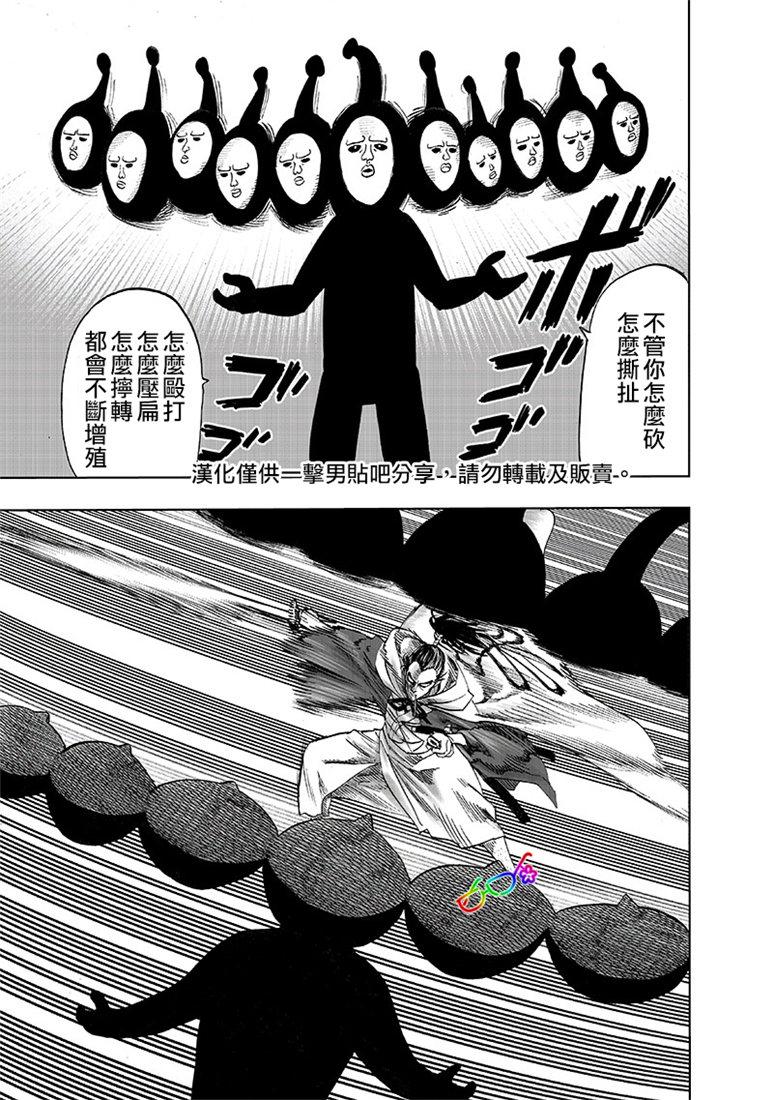 不管你怎麼砍
怎麼撕扯
ボゴ
ゴゴ
ゴゴ
怎麼毆打
怎麼壓扁
怎麼擰轉
都會不斷增殖
漢化僅供一擊男貼吧分享，請勿轉載及販賣。